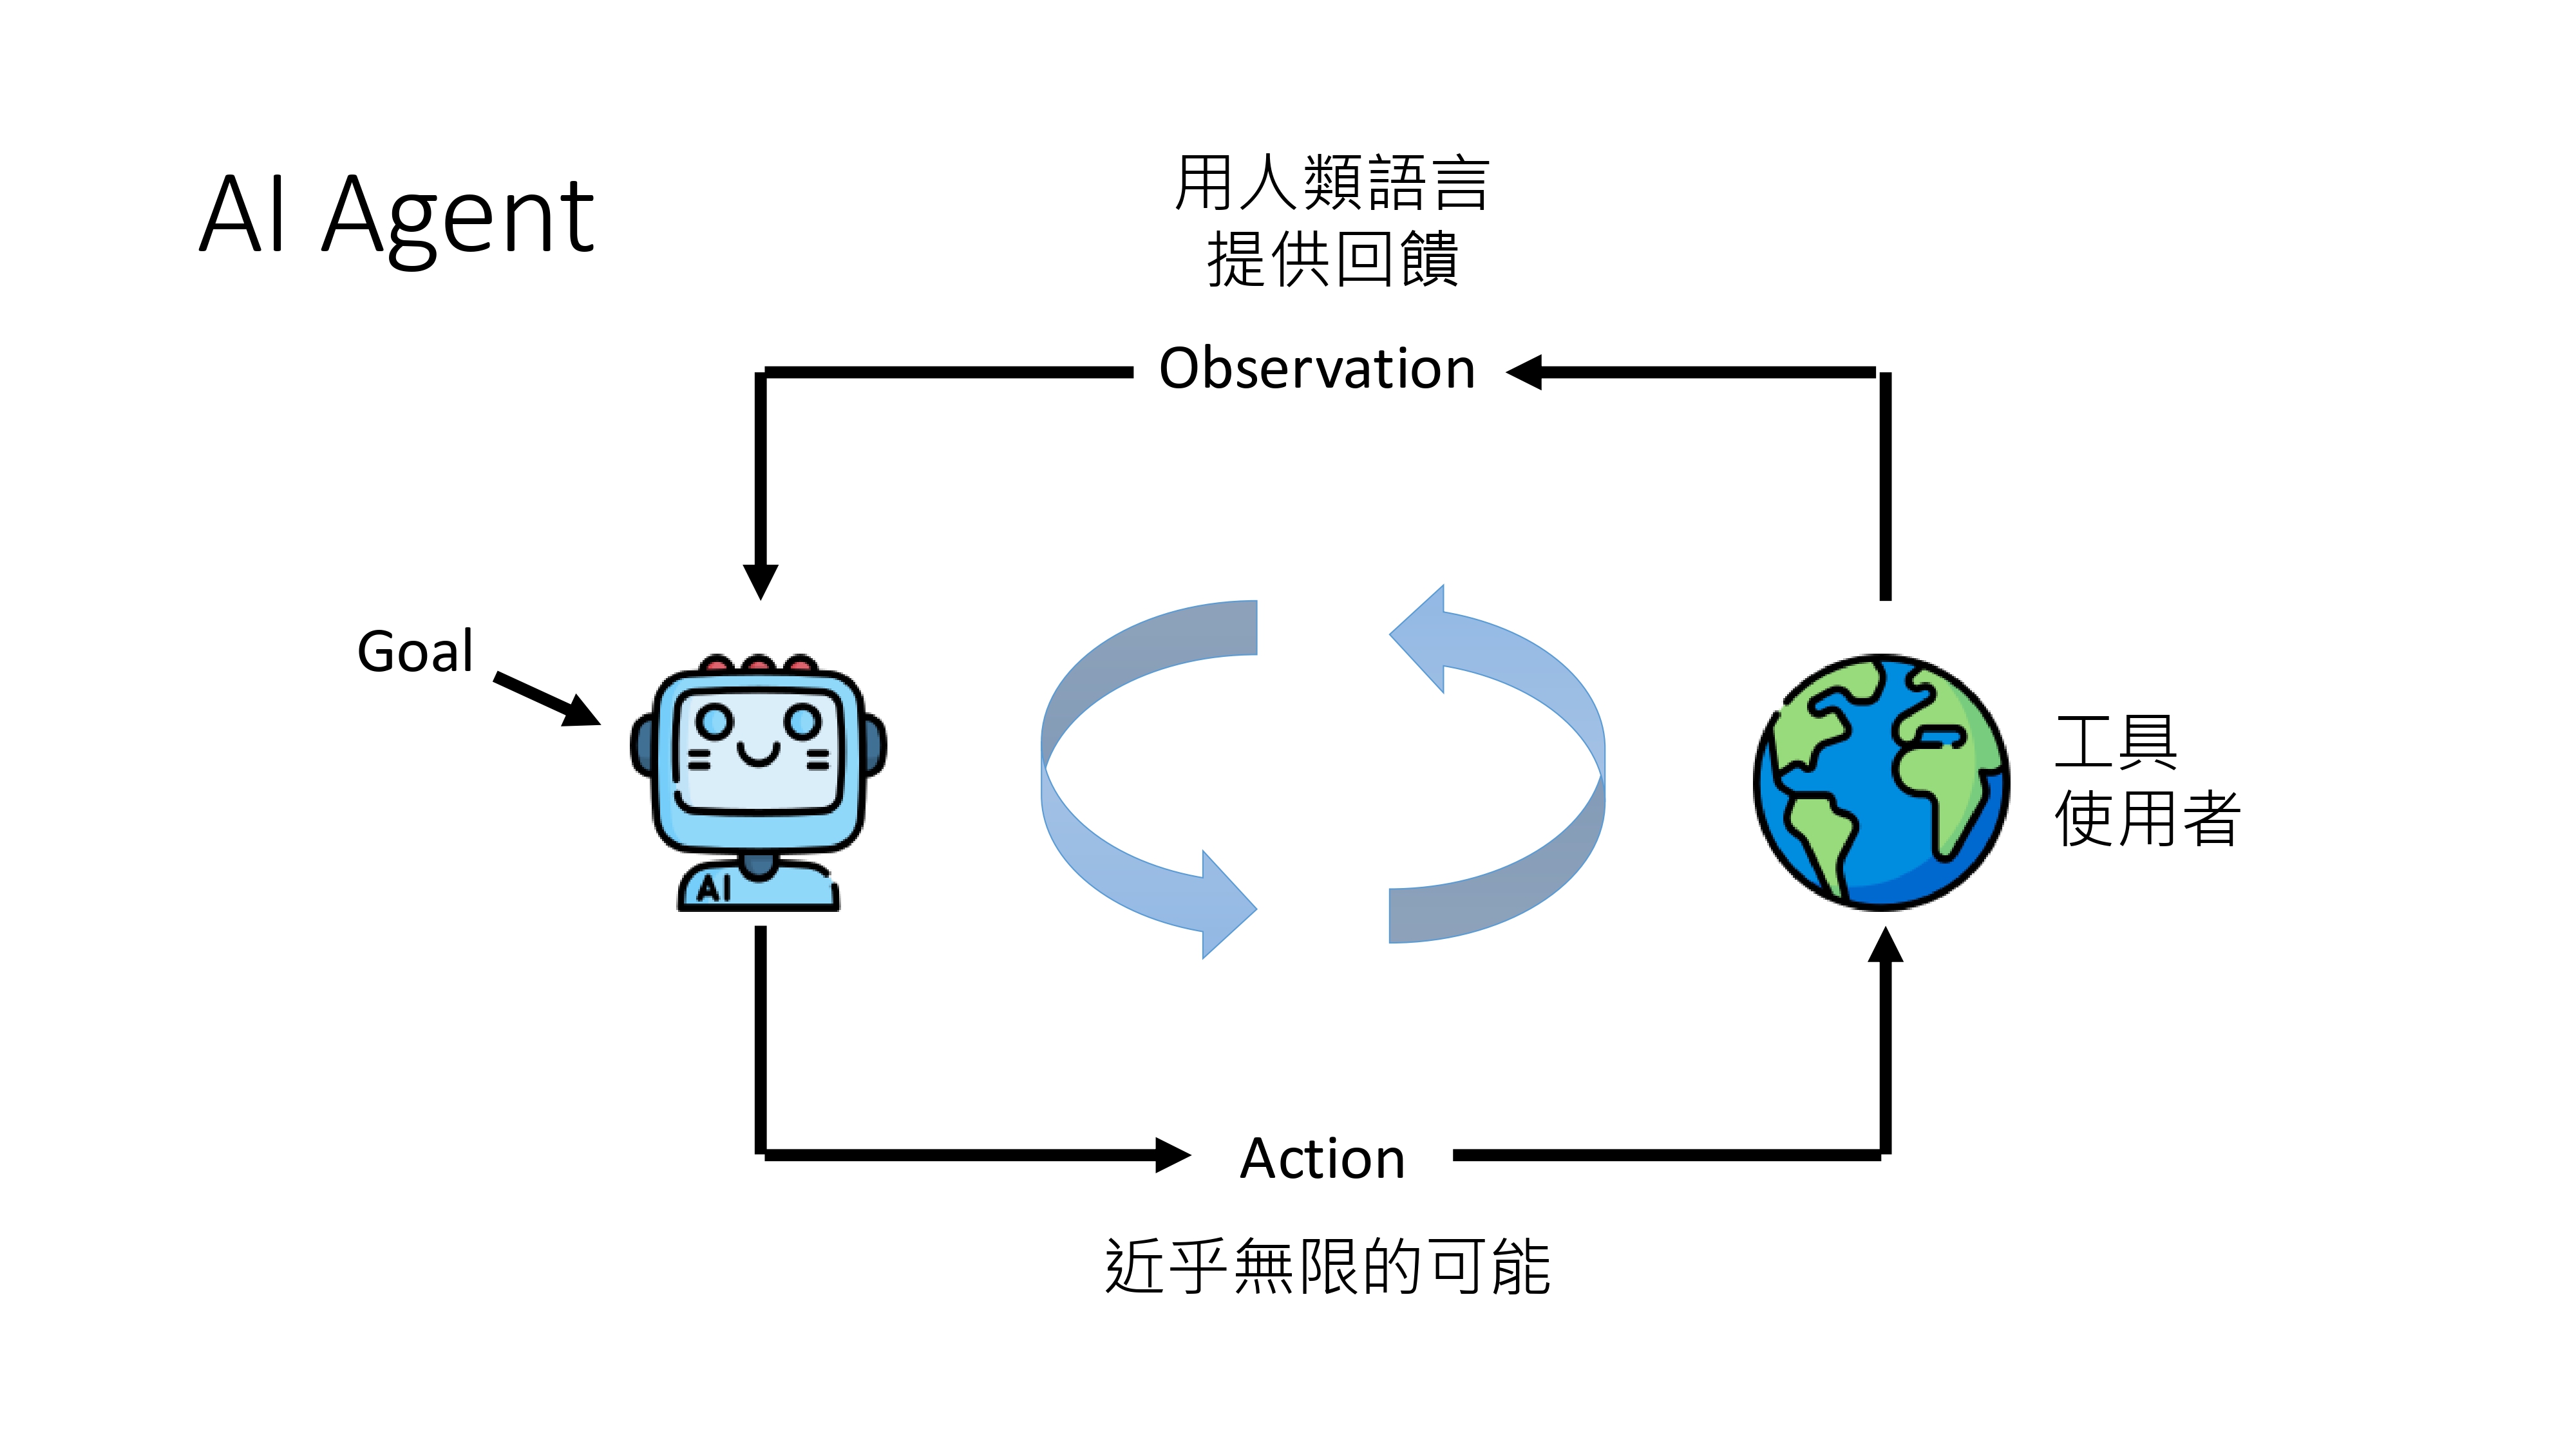 AI Agent
用人類語言
提供回饋
Observation
Goal
AI
工具
使用者
Action
近乎無限的可能